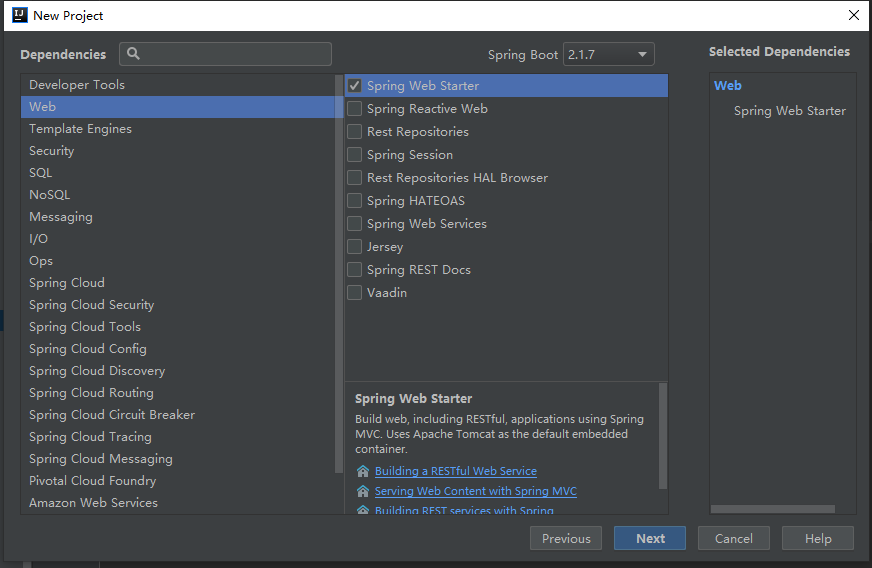 New Project
Dependencies
Spring Boot 2.1.7
Selected Dependencies
Developer Tools
Web
Template Engines
Security
SQL
NoSQL
Messaging
I/O
Ops
Spring Cloud
Spring Cloud Security
Spring Cloud Tools
Spring Cloud Config
Spring Cloud Discovery
Spring Cloud Routing
Spring Cloud Circuit Breaker
Spring Cloud Tracing
Spring Cloud Messaging
Pivotal Cloud Foundry
Amazon Web Services
Spring Web Starter
Spring Reactive Web
Rest Repositories
Spring Session
Rest Repositories HAL Browser
Spring HATEOAS
Spring Web Services
Jersey
Spring REST Docs
Vaadin
Spring Web Starter
Build web, including RESTful, applications using Spring
MVC. Uses Apache Tomcat as the default embedded
container.
Building a RESTful Web Service
Serving Web Content with Spring MVC
Building REST services with Spring
Web
Spring Web Starter
Previous
Next
Cancel
Help